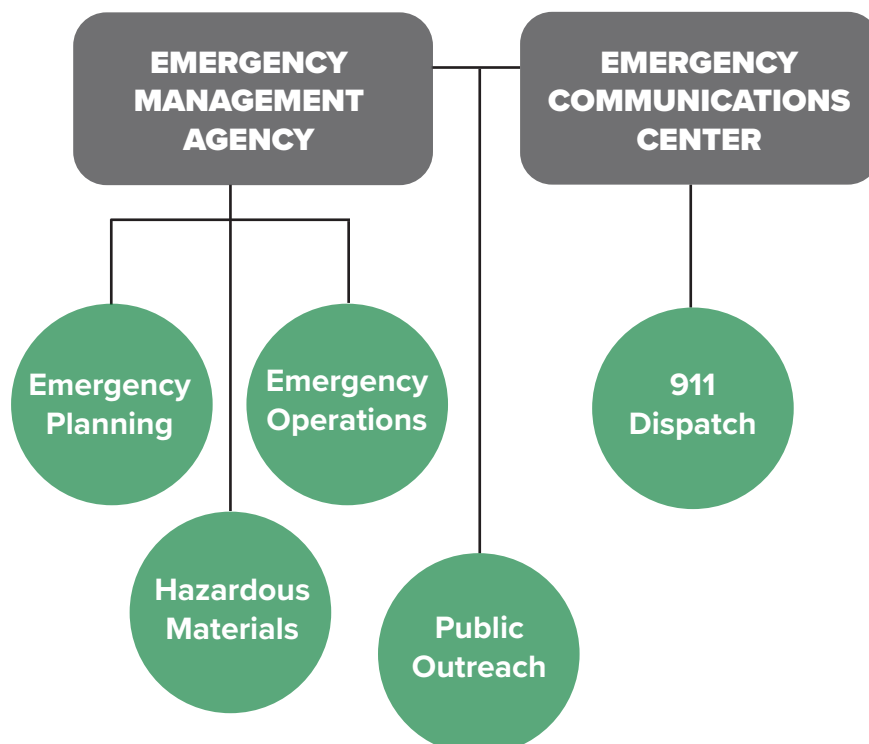 EMERGENCY
MANAGEMENT
AGENCY
EMERGENCY
COMMUNICATIONS
CENTER
Emergency
Planning
Emergency
Operations
911
Dispatch
Hazardous
Materials
Public
Outreach